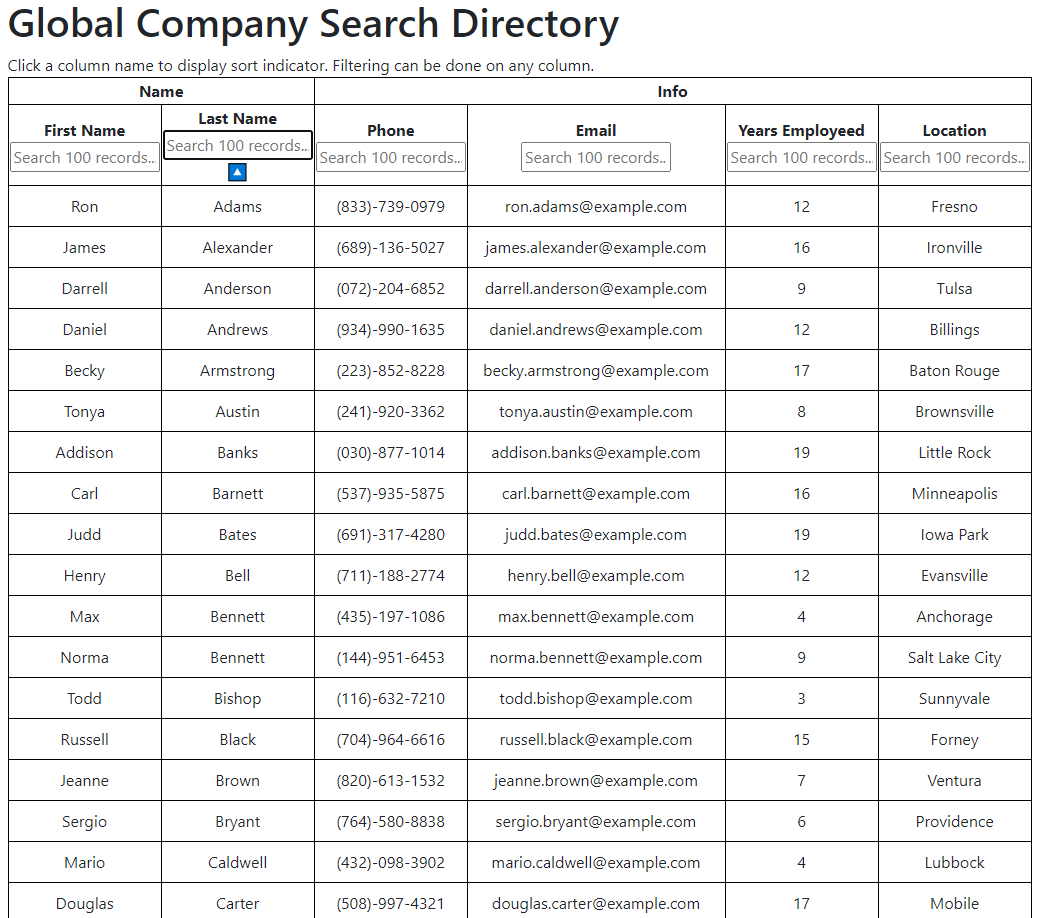 Global Company Search Directory
Click a column name to display sort indicator. Filtering can be done on any column.
Name Info
First Name Last Name Phone Email Years Employeed Location
Search 100 records.. Search 100 records... Search 100 records.. Search 100 records.. Search 100 records.. Search 100 records..
Ron Adams (833)-739-0979 ron.adams@example.com 12 Fresno
James Alexander (689)-136-5027 james.alexander@example.com 16 Ironville
Darrell Anderson (072)-204-6852 darrell.anderson@example.com 9 Tulsa
Daniel Andrews (934)-990-1635 daniel.andrews@example.com 12 Billings
Becky Armstrong (223)-852-8228 becky.armstrong@example.com 17 Baton Rouge
Tonya Austin (241)-920-3362 tonya.austin@example.com 8 Brownsville
Addison Banks (030)-877-1014 addison.banks@example.com 19 Little Rock
Carl Barnett (537)-935-5875 carl.barnett@example.com 16 Minneapolis
Judd Bates (691)-317-4280 judd.bates@example.com 19 Iowa Park
Henry Bell (711)-188-2774 henry.bell@example.com 12 Evansville
Max Bennett (435)-197-1086 max.bennett@example.com 4 Anchorage
Norma Bennett (144)-951-6453 norma.bennett@example.com 9 Salt Lake City
Todd Bishop (116)-632-7210 todd.bishop@example.com 3 Sunnyvale
Russell Black (704)-964-6616 russell.black@example.com 15 Forney
Jeanne Brown (820)-613-1532 jeanne.brown@example.com 7 Ventura
Sergio Bryant (764)-580-8838 sergio.bryant@example.com 6 Providence
Mario Caldwell (432)-098-3902 mario.caldwell@example.com 4 Lubbock
Douglas Carter (508)-997-4321 douglas.carter@example.com 17 Mobile